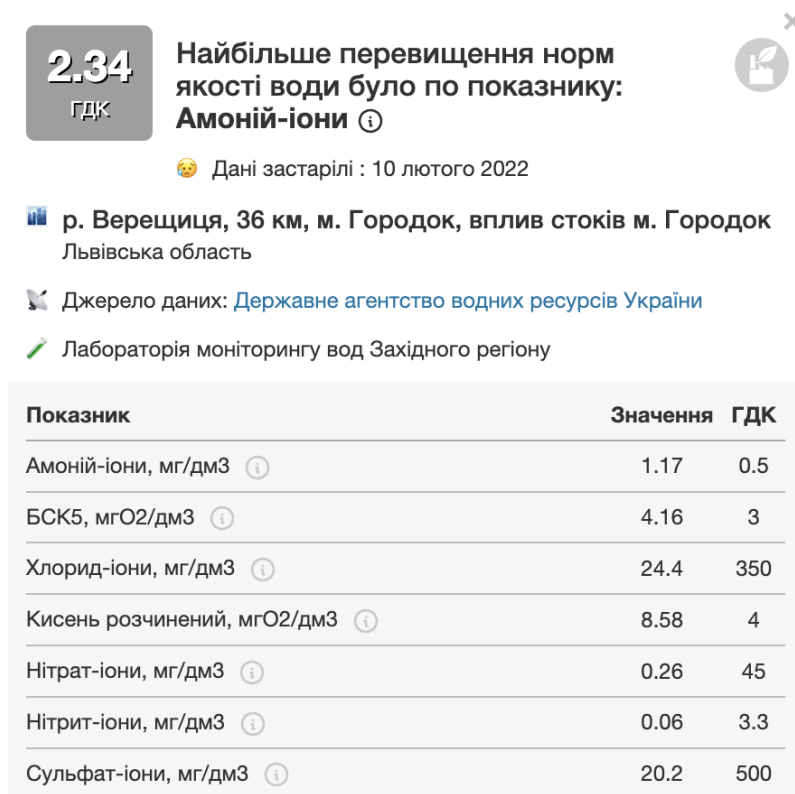 2.34
ГДК
Найбільше перевищення норм
якості води було по показнику:
Амоній-іони
Дані застарілі : 10 лютого 2022
р. Верещиця, 36 км, м. Городок, вплив стоків м. Городок
Львівська область
Джерело даних: Державне агентство водних ресурсів України
Лабораторія моніторингу вод Західного регіону
Показник Значення ГДК
Амоній-іони, мг/дм3 1.17 0.5
БСК5, мгО2/дм3 4.16 3
Хлорид-іони, мг/дм3 24.4 350
Кисень розчинений, мгО2/дм3 8.58 4
Нітрат-іони, мг/дм3 0.26 45
Нітрит-іони, мг/дм3 0.06 3.3
Сульфат-іони, мг/дм3 20.2 500